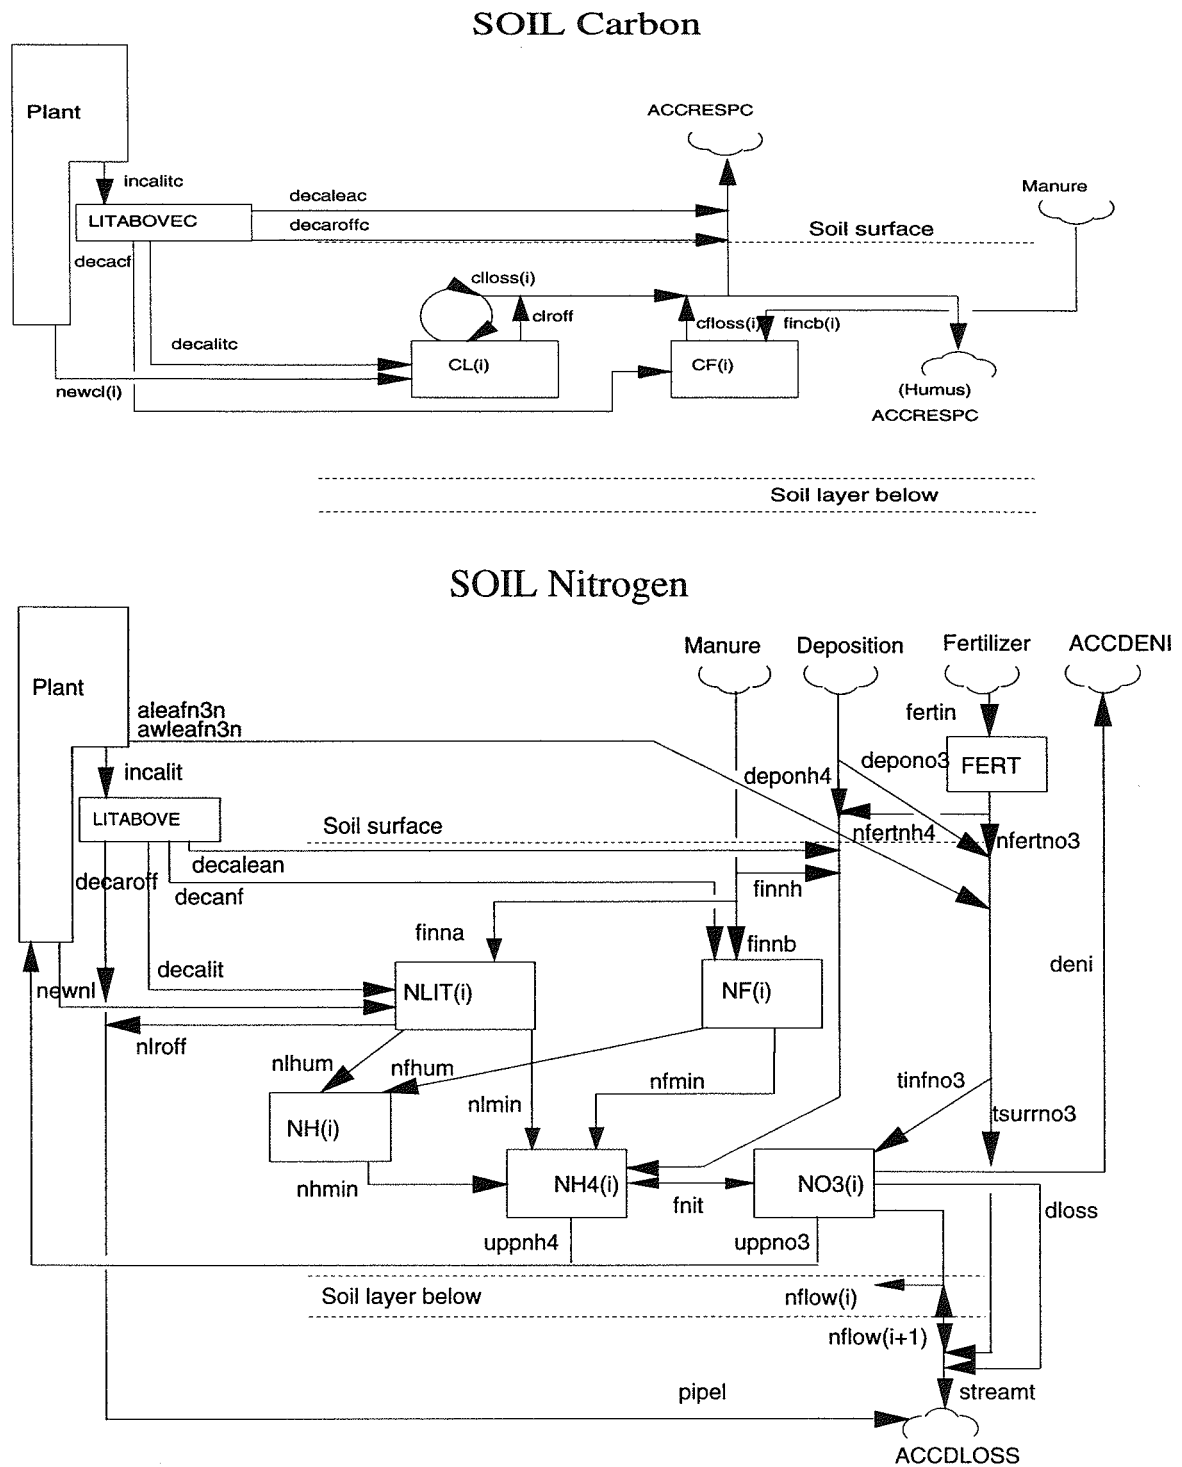 SOIL Carbon
Plant
ACCRESPC
incalitc
Manure
decaleac
LITABOVEC
decaroffc
Soil surface
decacf
clloss(i)
clroff
cfloss(i)
fincb(i)
decalitc
CL(i)
CF(i)
newcl(i)
(Humus)
ACCRESPC
Soil layer below
SOIL Nitrogen
Manure
Deposition
Fertilizer
ACCDENI
Plant
aleafn3n
awleafn3n
fertin
incalit
depono3
FERT
deponh4
LITABOVE
Soil surface
nfertnh4
nfertno3
decalean
decaroff
decanf
finnh
finna
finnb
deni
decalit
newnl
NLIT(i)
NF(i)
nlroff
nlhum
nfhum
nfmin
tinfno3
nlmin
tsurrno3
NH(i)
nhmin
NH4(i)
fnit
NO3(i)
dloss
uppnh4
uppno3
Soil layer below
nflow(i)
nflow(i+1)
pipel
streamt
ACCDLOSS